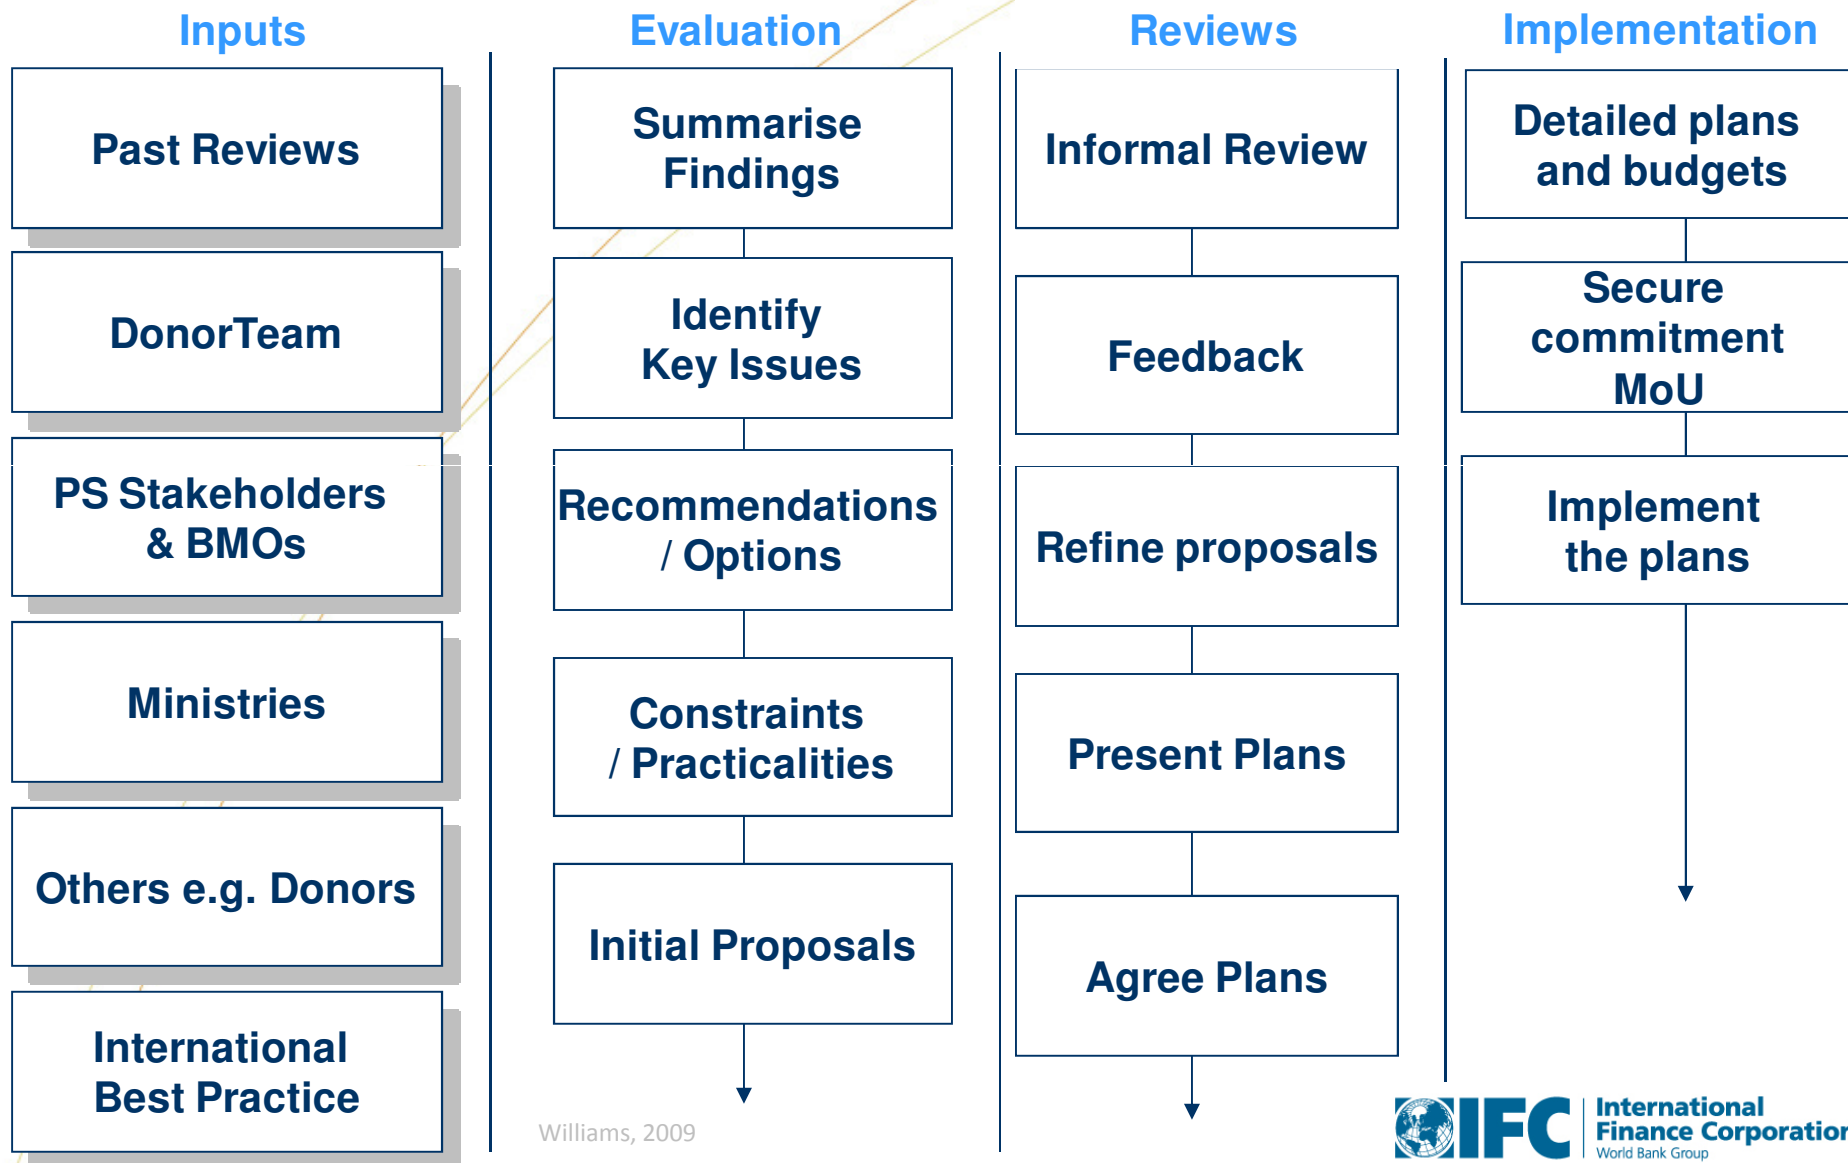 Inputs
Past Reviews
DonorTeam
PS Stakeholders
& BMOs
Ministries
Others e.g. Donors
International
Best Practice
Evaluation
Summarise
Findings
Identify
Key Issues
Recommendations
/ Options
Constraints
/ Practicalities
Initial Proposals
Reviews
Informal Review
Feedback
Refine proposals
Present Plans
Agree Plans
Implementation
Detailed plans
and budgets
Secure
commitment
MoU
Implement
the plans
Williams, 2009
IFC
International
Finance Corporation
World Bank Group